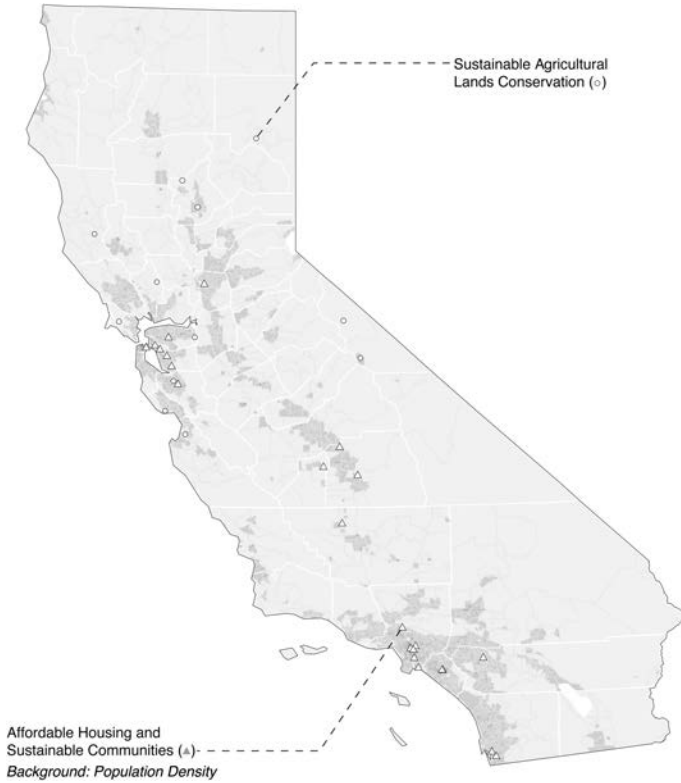 Sustainable Agricultural
Lands Conservation (○)
Affordable Housing and
Sustainable Communities (▲)
Background: Population Density